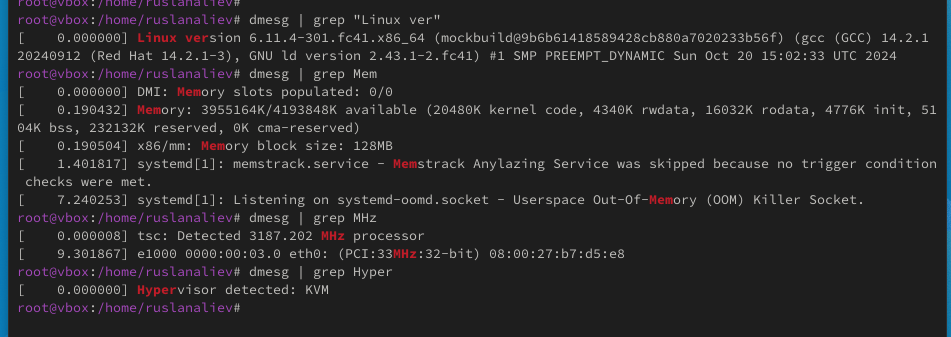 root@vbox:/home/ruslanaliev#
root@vbox:/home/ruslanaliev# dmesg | grep "Linux ver"
[    0.000000] Linux version 6.11.4-301.fc41.x86_64 (mockbuild@9b6b61418589428cb880a7020233b56f) (gcc (GCC) 14.2.1
20240912 (Red Hat 14.2.1-3), GNU ld version 2.43.1-2.fc41) #1 SMP PREEMPT_DYNAMIC Sun Oct 20 15:02:33 UTC 2024
root@vbox:/home/ruslanaliev# dmesg | grep Mem
[    0.000000] DMI: Memory slots populated: 0/0
[    0.190432] Memory: 3955164K/4193848K available (20480K kernel code, 4340K rwdata, 16032K rodata, 4776K init, 51
04K bss, 232132K reserved, 0K cma-reserved)
[    0.190504] x86/mm: Memory block size: 128MB
[    1.401817] systemd[1]: memstrack.service - Memstrack Anylazing Service was skipped because no trigger condition
 checks were met.
[    7.240253] systemd[1]: Listening on systemd-oomd.socket - Userspace Out-Of-Memory (OOM) Killer Socket.
root@vbox:/home/ruslanaliev# dmesg | grep MHz
[    0.000008] tsc: Detected 3187.202 MHz processor
[    9.301867] e1000 0000:00:03.0 eth0: (PCI:33MHz:32-bit) 08:00:27:b7:d5:e8
root@vbox:/home/ruslanaliev# dmesg | grep Hyper
[    0.000000] Hypervisor detected: KVM
root@vbox:/home/ruslanaliev#